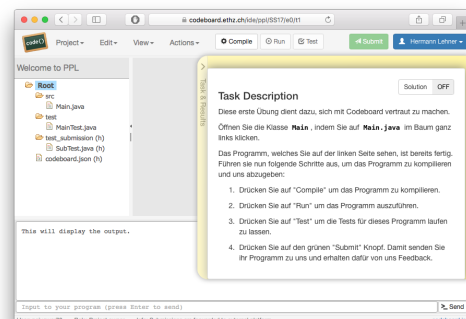 codeboard.ethz.ch/ide/ppl/SS17/e0/t1
code()
Project
Edit
View
Actions
Compile
Run
Test
Submit
Hermann Lehner
Welcome to PPL
Root
src
Main.java
test
MainTest.java
test_submission (h)
SubTest.java (h)
codeboard.json (h)
Task & Results
Solution OFF
Task Description
Diese erste Übung dient dazu, sich mit Codeboard vertraut zu machen.
Öffnen Sie die Klasse Main, indem Sie auf Main.java im Baum ganz
links klicken.
Das Programm, welches Sie auf der linken Seite sehen, ist bereits fertig.
Führen sie nun folgende Schritte aus, um das Programm zu kompilieren
und uns abzugeben:
1. Drücken Sie auf "Compile" um das Programm zu kompilieren.
2. Drücken Sie auf "Run" um das Programm auszuführen.
3. Drücken Sie auf "Test" um die Tests für dieses Programm laufen
zu lassen.
4. Drücken Sie auf den grünen "Submit" Knopf. Damit senden Sie
ihr Programm zu uns und erhalten dafür von uns Feedback.
This will display the output.
Input to your program (press Enter to send)
Send